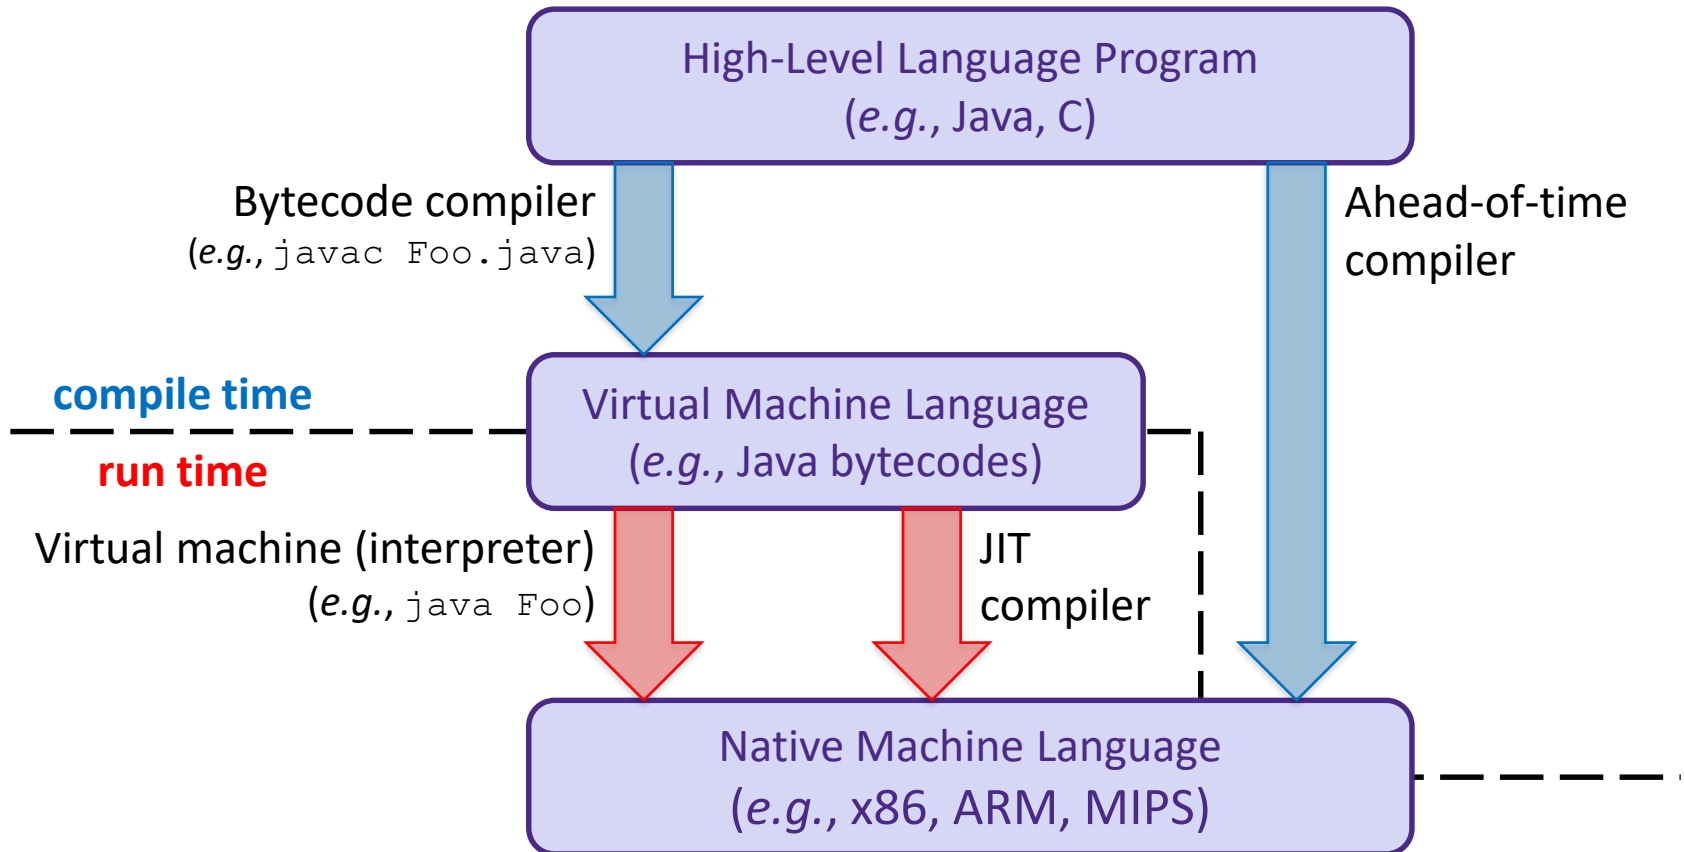 High-Level Language Program
(e.g., Java, C)
Bytecode compiler
(e.g., javac Foo.java)
Ahead-of-time
compiler
compile time
Virtual Machine Language
(e.g., Java bytecodes)
run time
Virtual machine (interpreter)
(e.g., java Foo)
JIT
compiler
Native Machine Language
(e.g., x86, ARM, MIPS)